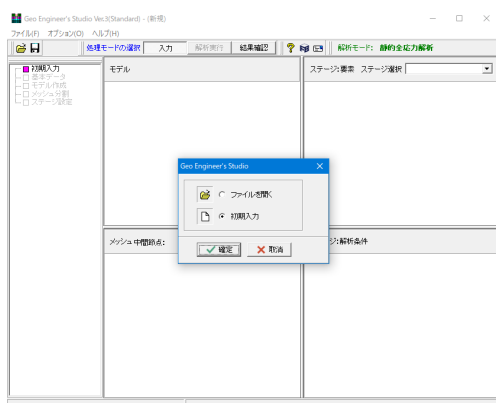 Geo Engineer's Studio Ver.3(Standard) - (新規)
ファイル(F) オプション(O) ヘルプ(H)
処理モードの選択 入力 解析実行 結果確認 解析モード: 静的全応力解析
初期入力
基本データ
モデル作成
メッシュ分割
ステージ設定
モデル
ステージ:要素 ステージ選択
Geo Engineer's Studio
ファイルを開く
初期入力
確定 取消
メッシュ 中間節点:
ジ:解析条件